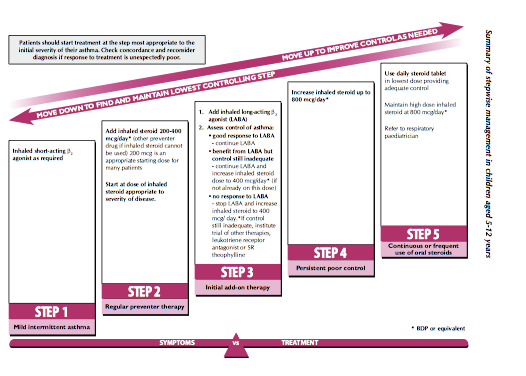 Patients should start treatment at the step most appropriate to the
initial severity of their asthma. Check concordance and reconsider
diagnosis if response to treatment is unexpectedly poor.
MOVE UP TO IMPROVE CONTROL AS NEEDED
MOVE DOWN TO FIND AND MAINTAIN LOWEST CONTROLLING STEP
Inhaled short-acting β2
agonist as required
STEP 1
Mild intermittent asthma
Add inhaled steroid 200-400
mcg/day* (other preventer
drug if inhaled steroid cannot
be used) 200 mcg is an
appropriate starting dose for
many patients
Start at dose of inhaled
steroid appropriate to
severity of disease.
STEP 2
Regular preventer therapy
1. Add inhaled long-acting β2
agonist (LABA)
2. Assess control of asthma:
• good response to LABA
- continue LABA
• benefit from LABA but
control still inadequate
- continue LABA and
increase inhaled steroid
dose to 400 mcg/day* (if
not already on this dose)
• no response to LABA
- stop LABA and increase
inhaled steroid to 400
mcg/ day.*If control
still inadequate, institute
trial of other therapies,
leukotriene receptor
antagonist or SR
theophylline
STEP 3
Initial add-on therapy
Increase inhaled steroid up to
800 mcg/day*
STEP 4
Persistent poor control
Use daily steroid tablet
in lowest dose providing
adequate control
Maintain high dose inhaled
steroid at 800 mcg/day*
Refer to respiratory
paediatrician
STEP 5
Continuous or frequent
use of oral steroids
* BDP or equivalent
SYMPTOMS vs TREATMENT
Summary of stepwise management in children aged 5-12 years